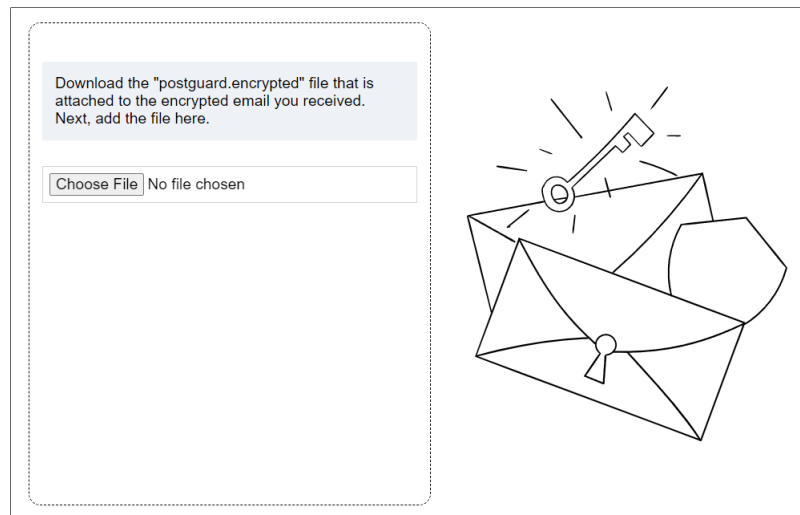 Download the "postguard.encrypted" file that is
attached to the encrypted email you received.
Next, add the file here.
Choose File No file chosen